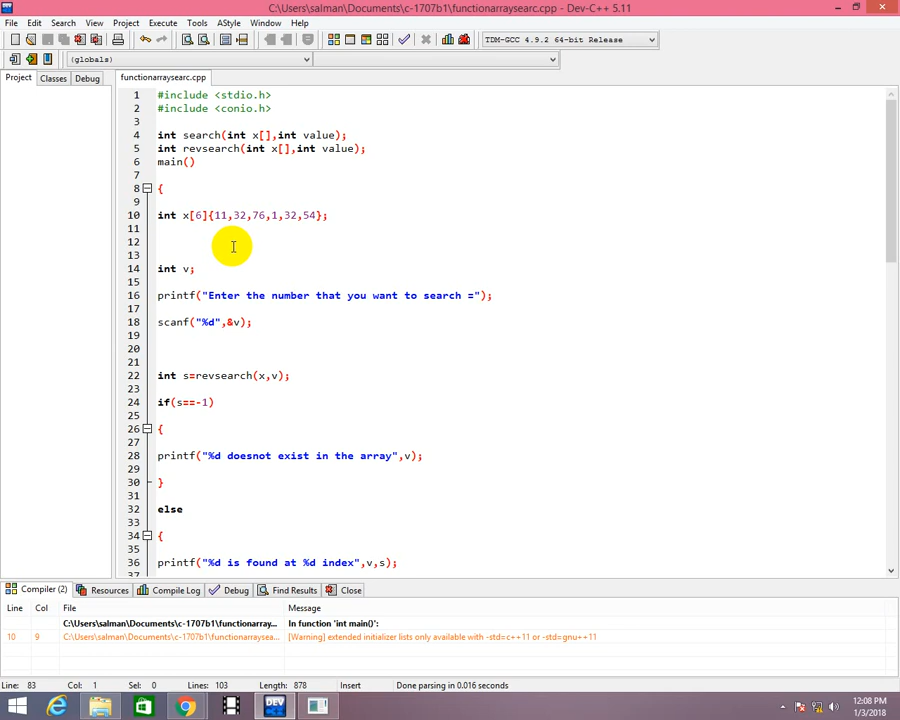 C:\Users\salman\Documents\c-1707b1\functionarraysearc.cpp - Dev-C++ 5.11
File Edit Search View Project Execute Tools AStyle Window Help
TDM-GCC 4.9.2 64-bit Release
(globals)
Project Classes Debug functionarraysearc.cpp
1 #include <stdio.h>
2 #include <conio.h>
3
4 int search(int x[],int value);
5 int revsearch(int x[],int value);
6 main()
7
8 {
9
10 int x[6]{11,32,76,1,32,54};
11
12
13
14 int v;
15
16 printf("Enter the number that you want to search =");
17
18 scanf("%d",&v);
19
20
21
22 int s=revsearch(x,v);
23
24 if(s==-1)
25
26 {
27
28 printf("%d doesnot exist in the array",v);
29
30 }
31
32 else
33
34 {
35
36 printf("%d is found at %d index",v,s);
37
Compiler (2) Resources Compile Log Debug Find Results Close
Line Col File Message
C:\Users\salman\Documents\c-1707b1\functionarray... In function 'int main()':
10 9 C:\Users\salman\Documents\c-1707b1\functionarraysea... [Warning] extended initializer lists only available with -std=c++11 or -std=gnu++11
Line: 83 Col: 1 Sel: 0 Lines: 103 Length: 878 Insert Done parsing in 0.016 seconds
DEV
12:08 PM
1/3/2018